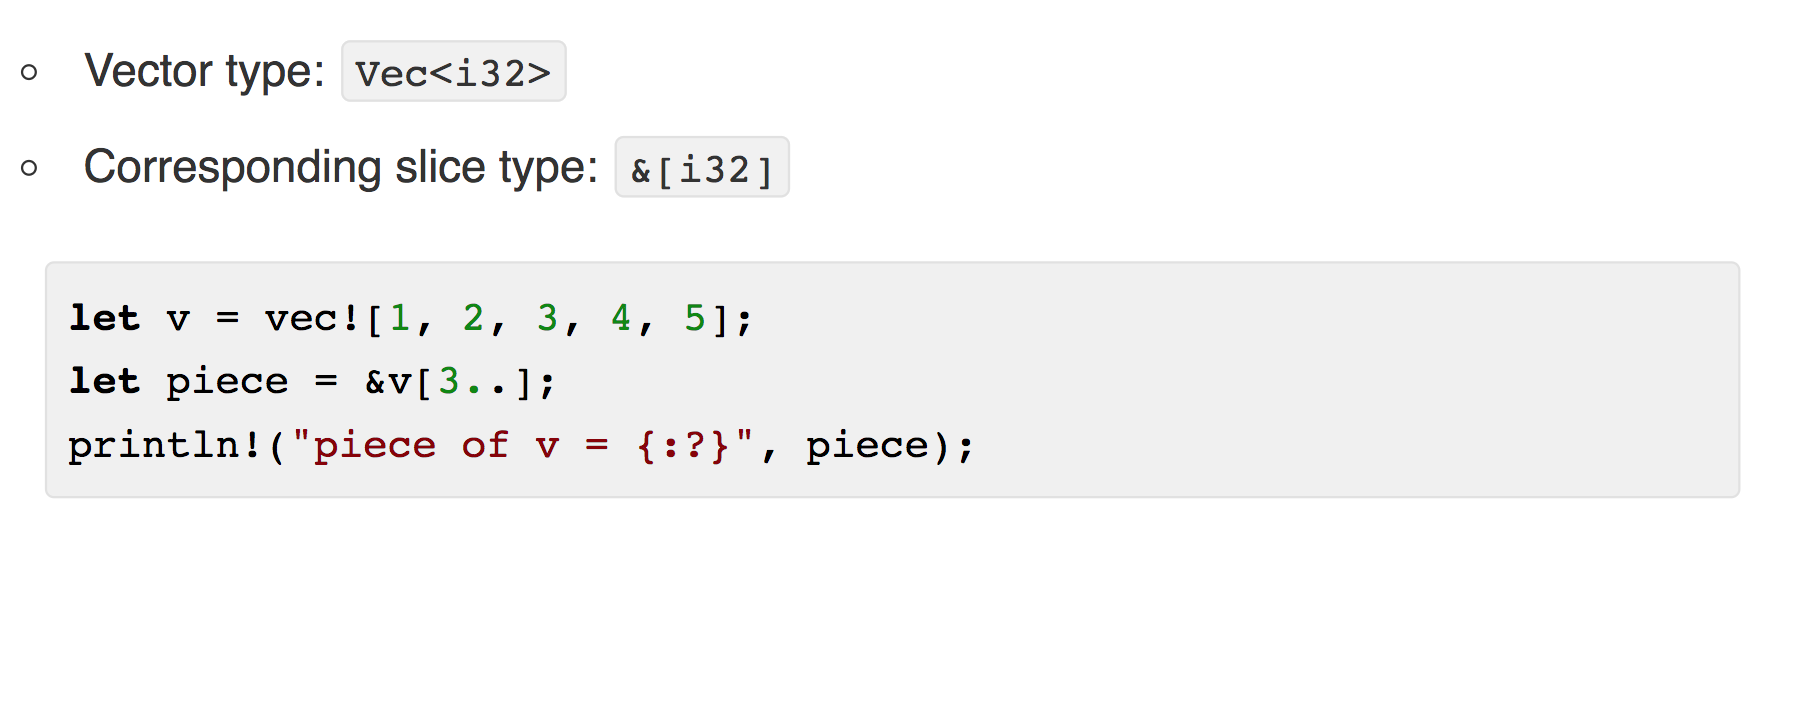 Vector type: Vec<i32>
Corresponding slice type: &[i32]
let v = vec![1, 2, 3, 4, 5];
let piece = &v[3..];
println!("piece of v = {:?}", piece);